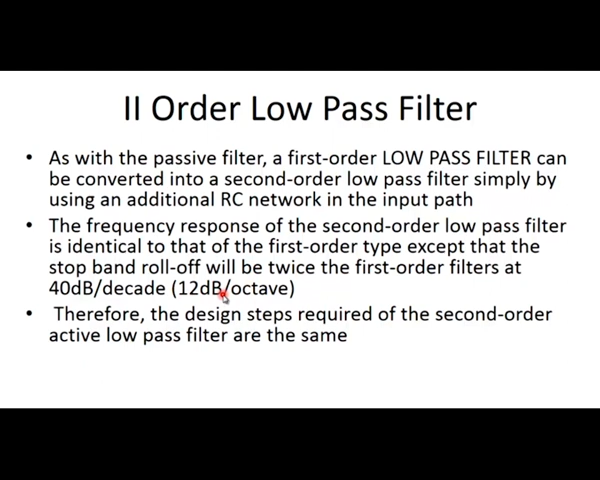 II Order Low Pass Filter
• As with the passive filter, a first-order LOW PASS FILTER can
be converted into a second-order low pass filter simply by
using an additional RC network in the input path
• The frequency response of the second-order low pass filter
is identical to that of the first-order type except that the
stop band roll-off will be twice the first-order filters at
40dB/decade (12dB/octave)
• Therefore, the design steps required of the second-order
active low pass filter are the same